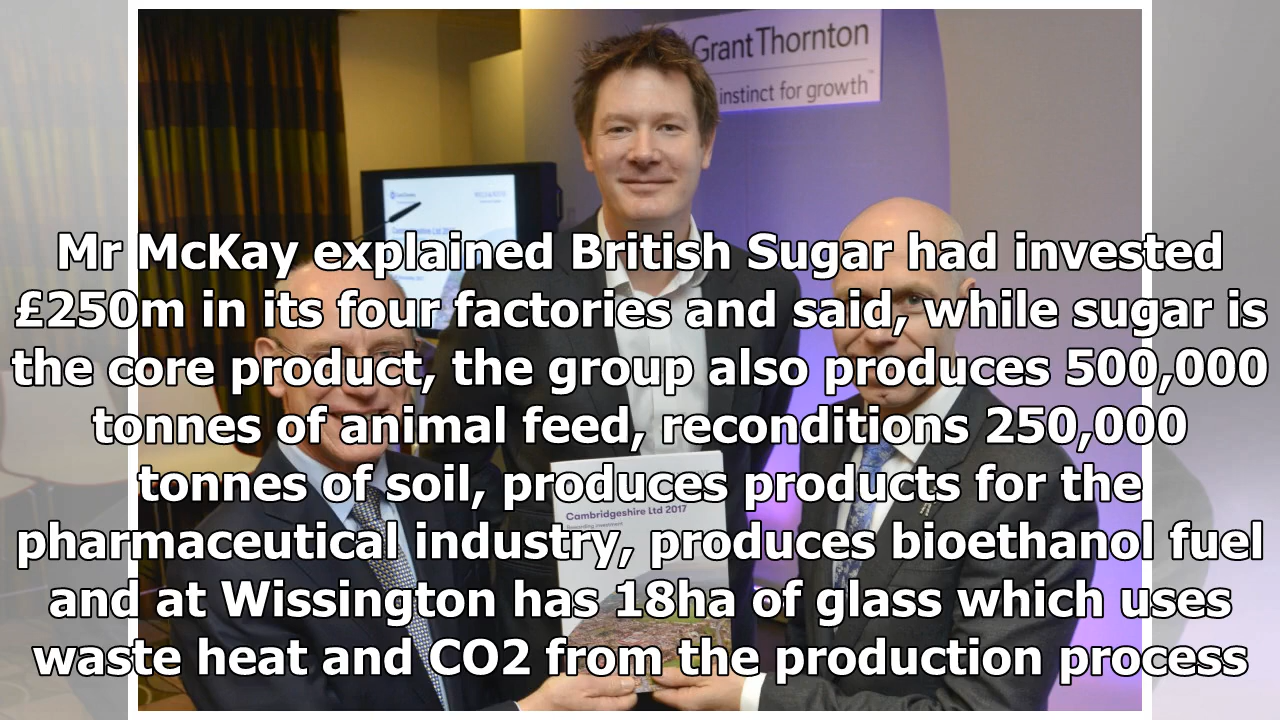 Grant Thornton
instinct for growth™
Mr McKay explained British Sugar had invested
£250m in its four factories and said, while sugar is
the core product, the group also produces 500,000
tonnes of animal feed, reconditions 250,000
tonnes of soil, produces products for the
pharmaceutical industry, produces bioethanol fuel
and at Wissington has 18ha of glass which uses
waste heat and CO2 from the production process
Cambridgeshire Ltd 2017
Rewarding investment